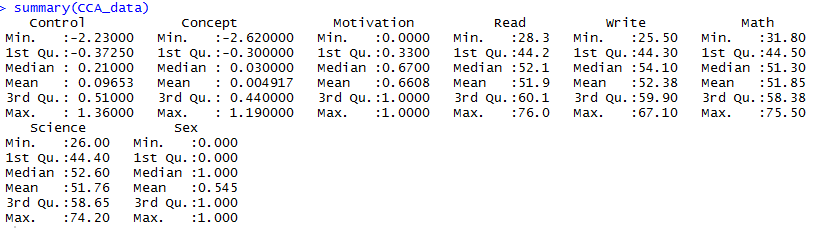 > summary(CCA_data)
    Control            Concept            Motivation          Read          Write            Math
 Min.   :-2.23000   Min.   :-2.620000   Min.   :0.0000   Min.   :28.3   Min.   :25.50   Min.   :31.80
 1st Qu.:-0.37250   1st Qu.:-0.300000   1st Qu.:0.3300   1st Qu.:44.2   1st Qu.:44.30   1st Qu.:44.50
 Median : 0.21000   Median : 0.030000   Median :0.6700   Median :52.1   Median :54.10   Median :51.30
 Mean   : 0.09653   Mean   : 0.004917   Mean   :0.6608   Mean   :51.9   Mean   :52.38   Mean   :51.85
 3rd Qu.: 0.51000   3rd Qu.: 0.440000   3rd Qu.:1.0000   3rd Qu.:60.1   3rd Qu.:59.90   3rd Qu.:58.38
 Max.   : 1.36000   Max.   : 1.190000   Max.   :1.0000   Max.   :76.0   Max.   :67.10   Max.   :75.50
    Science           Sex
 Min.   :26.00   Min.   :0.000
 1st Qu.:44.40   1st Qu.:0.000
 Median :52.60   Median :1.000
 Mean   :51.76   Mean   :0.545
 3rd Qu.:58.65   3rd Qu.:1.000
 Max.   :74.20   Max.   :1.000